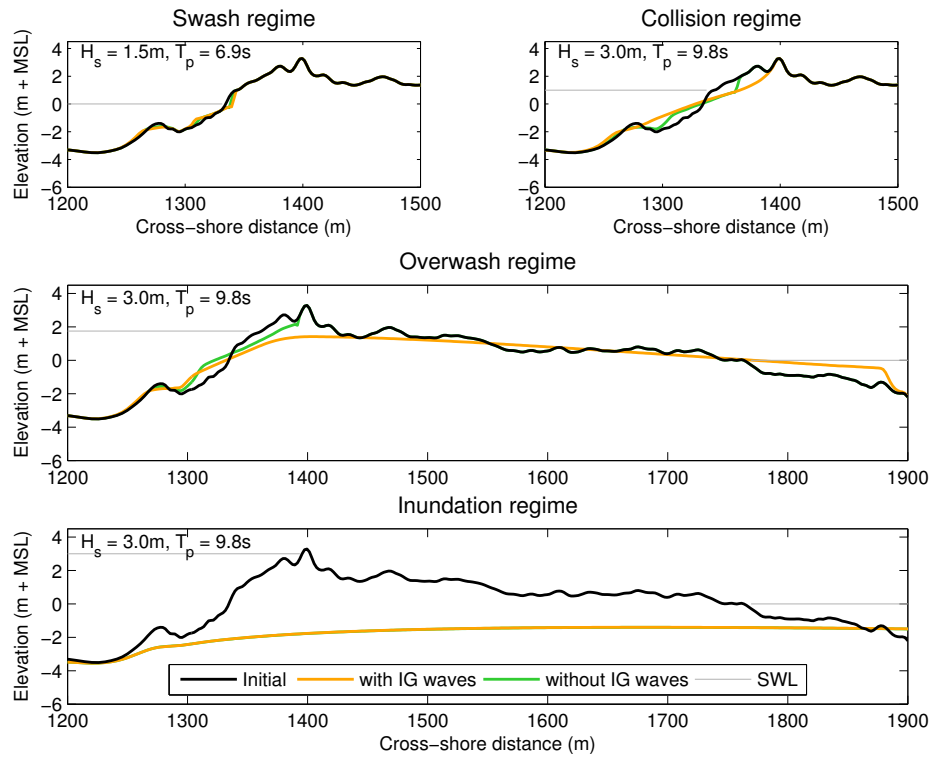 Swash regime
H_s = 1.5m, T_p = 6.9s
Elevation (m + MSL)
4
2
0
−2
−4
−6
1200 1300 1400 1500
Cross−shore distance (m)
Collision regime
H_s = 3.0m, T_p = 9.8s
4
2
0
−2
−4
−6
1200 1300 1400 1500
Cross−shore distance (m)
Overwash regime
H_s = 3.0m, T_p = 9.8s
Elevation (m + MSL)
4
2
0
−2
−4
−6
1200 1300 1400 1500 1600 1700 1800 1900
Inundation regime
H_s = 3.0m, T_p = 9.8s
Elevation (m + MSL)
4
2
0
−2
−4
−6
Initial with IG waves without IG waves SWL
1200 1300 1400 1500 1600 1700 1800 1900
Cross−shore distance (m)